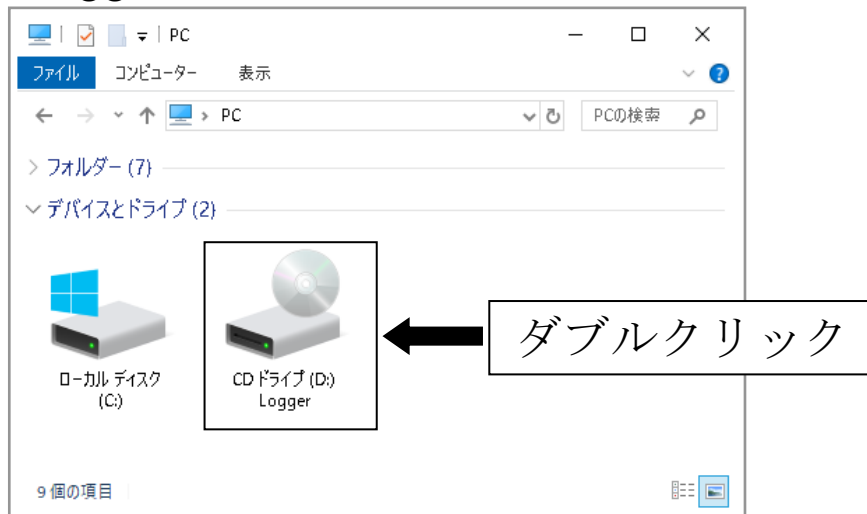 PC
ファイル コンピューター 表示
PC PCの検索
フォルダー (7)
デバイスとドライブ (2)
ダブルクリック
ローカル ディスク
(C:)
CD ドライブ (D:)
Logger
9 個の項目